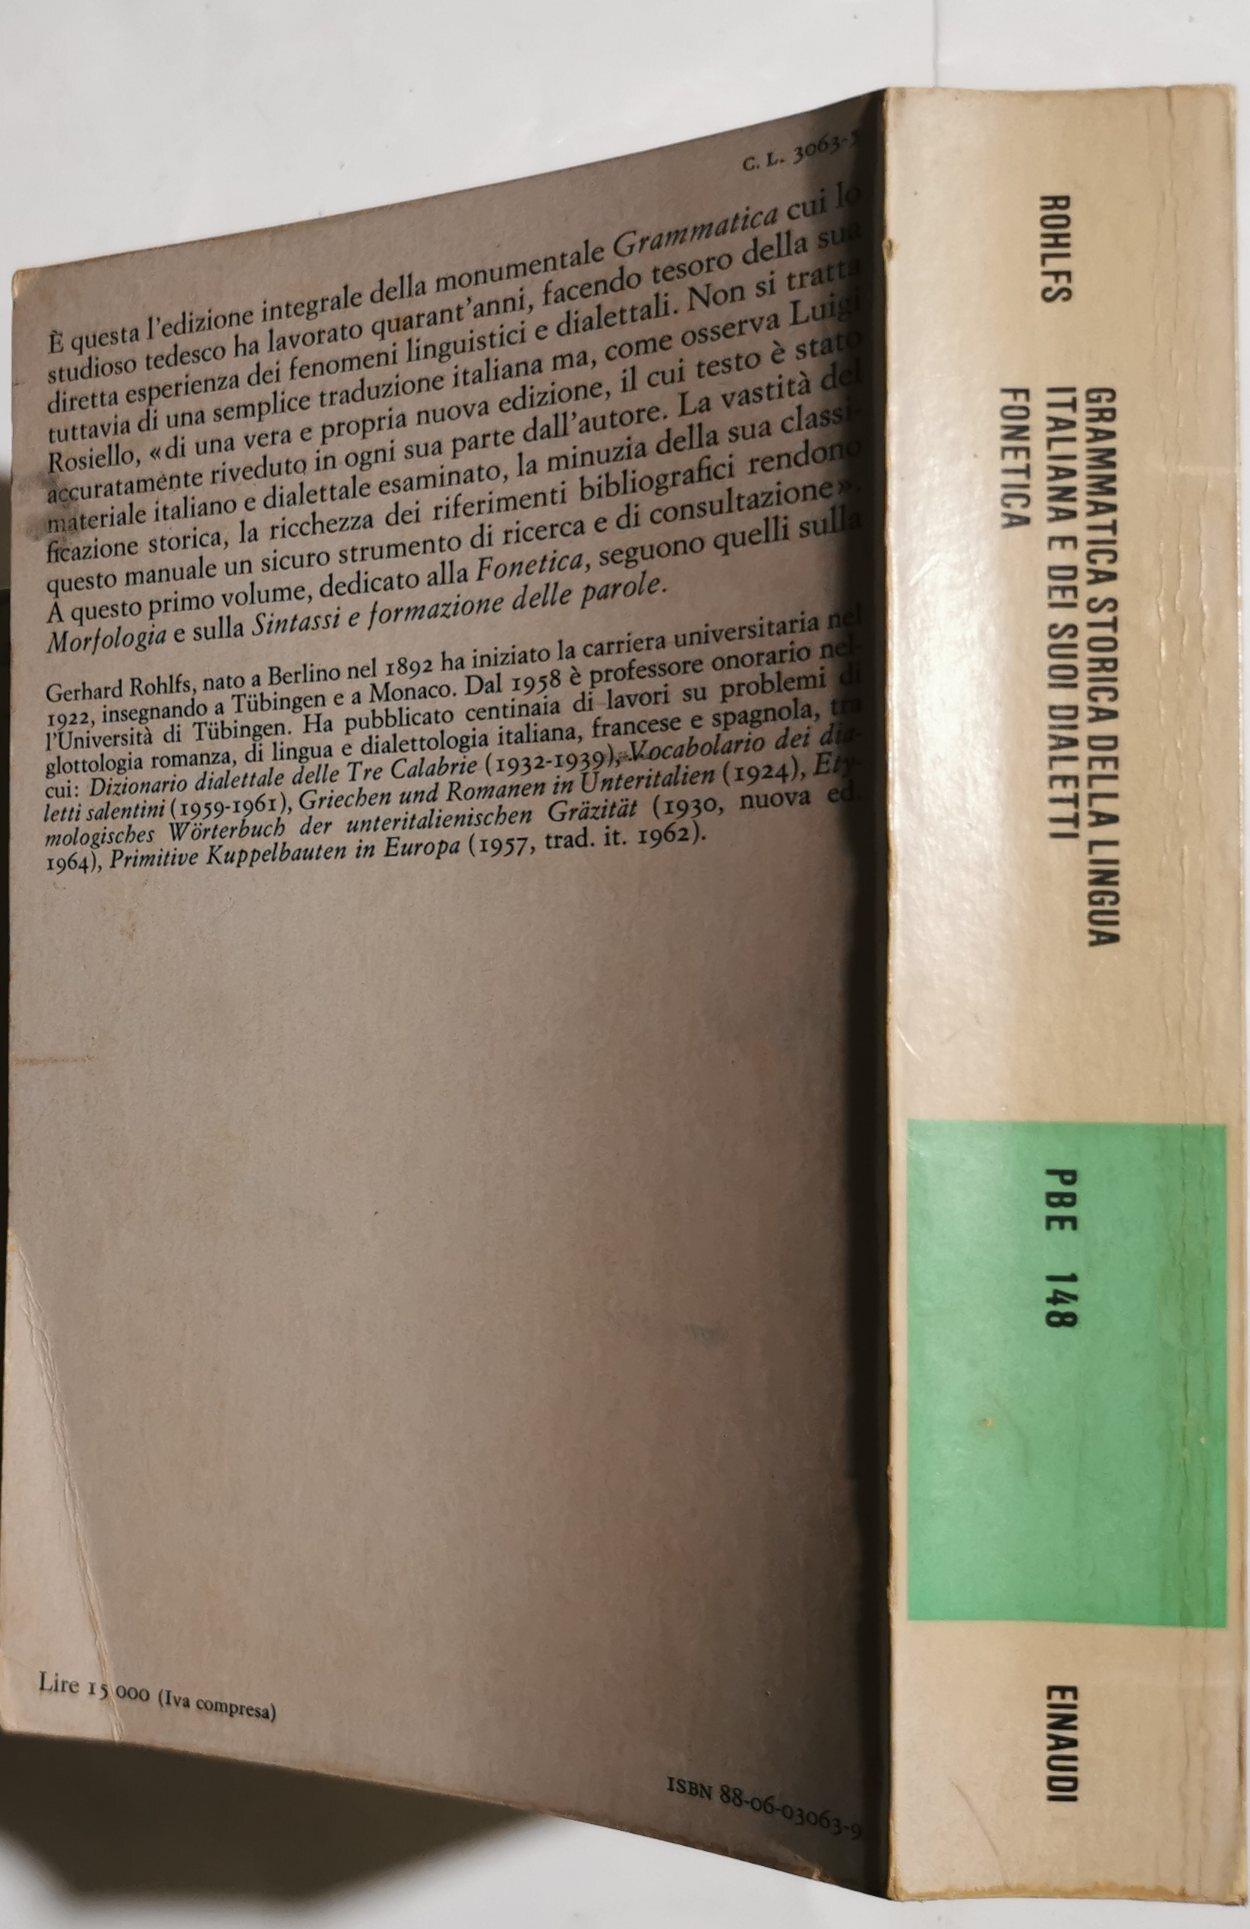 C. L. 3063-5
È questa l'edizione integrale della monumentale Grammatica cui lo
studioso tedesco ha lavorato quarant'anni, facendo tesoro della sua
diretta esperienza dei fenomeni linguistici e dialettali. Non si tratta
tuttavia di una semplice traduzione italiana ma, come osserva Luigi
Rosiello, «di una vera e propria nuova edizione, il cui testo è stato
accuratamente riveduto in ogni sua parte dall'autore. La vastità del
materiale italiano e dialettale esaminato, la minuzia della sua classi-
ficazione storica, la ricchezza dei riferimenti bibliografici rendono
questo manuale un sicuro strumento di ricerca e di consultazione».
A questo primo volume, dedicato alla Fonetica, seguono quelli sulla
Morfologia e sulla Sintassi e formazione delle parole.
Gerhard Rohlfs, nato a Berlino nel 1892 ha iniziato la carriera universitaria nel
1922, insegnando a Tübingen e a Monaco. Dal 1958 è professore onorario nel-
l'Università di Tübingen. Ha pubblicato centinaia di lavori su problemi di
glottologia romanza, di lingua e dialettologia italiana, francese e spagnola, tra
cui: Dizionario dialettale delle Tre Calabrie (1932-1939), Vocabolario dei dia-
letti salentini (1959-1961), Griechen und Romanen in Unteritalien (1924), Ety-
mologisches Wörterbuch der unteritalienischen Gräzität (1930, nuova ed.
1964), Primitive Kuppelbauten in Europa (1957, trad. it. 1962).
Lire 15 000 (Iva compresa)
ISBN 88-06-03063-9
ROHLFS
GRAMMATICA STORICA DELLA LINGUA
ITALIANA E DEI SUOI DIALETTI
FONETICA
PBE 148
EINAUDI